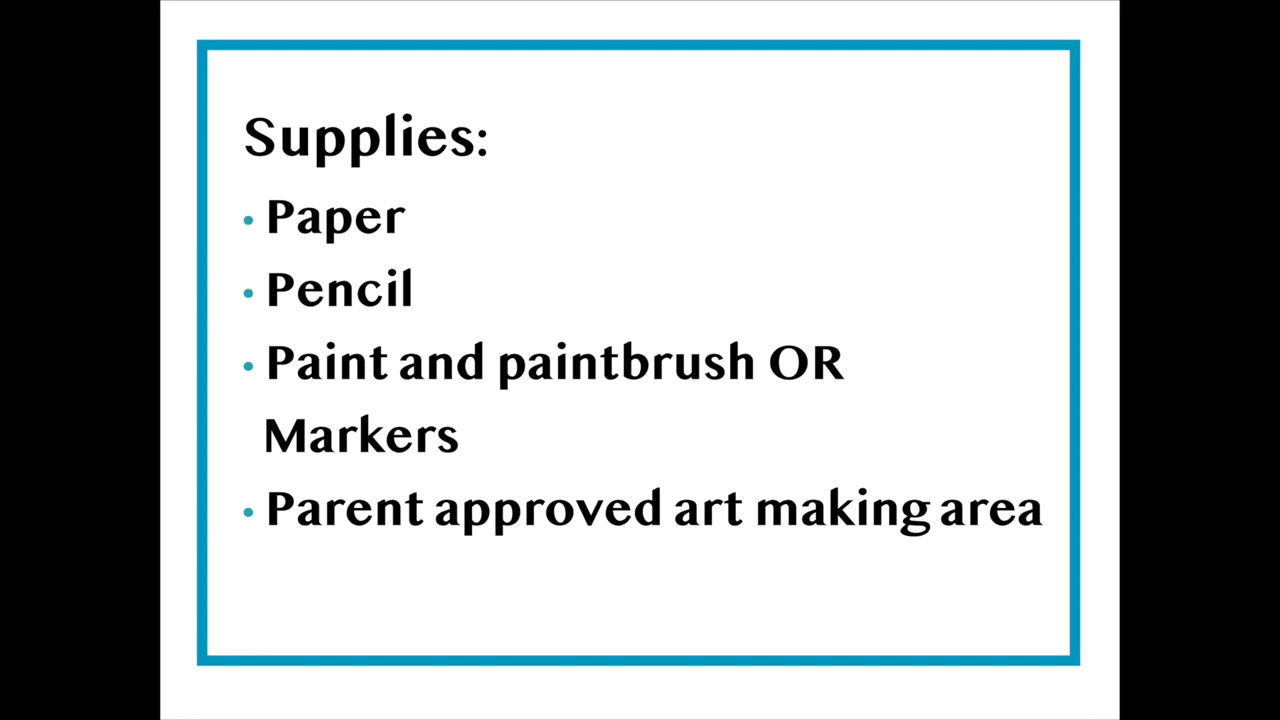 Supplies:
• Paper
• Pencil
• Paint and paintbrush OR
Markers
• Parent approved art making area